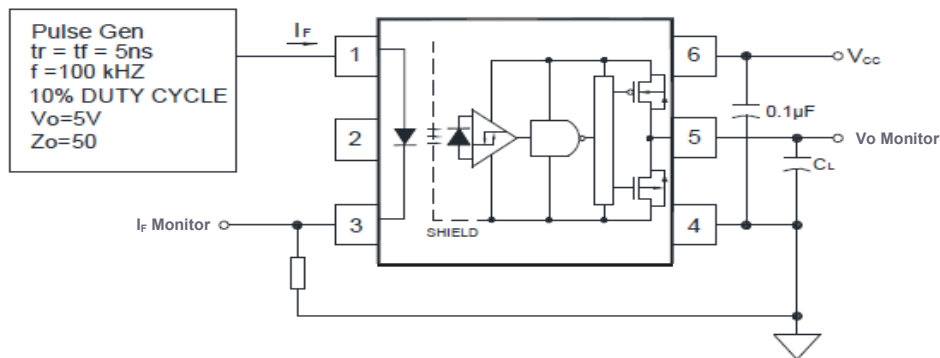 Pulse Gen
tr = tf = 5ns
f =100 kHZ
10% DUTY CYCLE
Vo=5V
Zo=50
IF
1
2
3
IF Monitor
SHIELD
6
5
4
VCC
0.1µF
Vo Monitor
CL